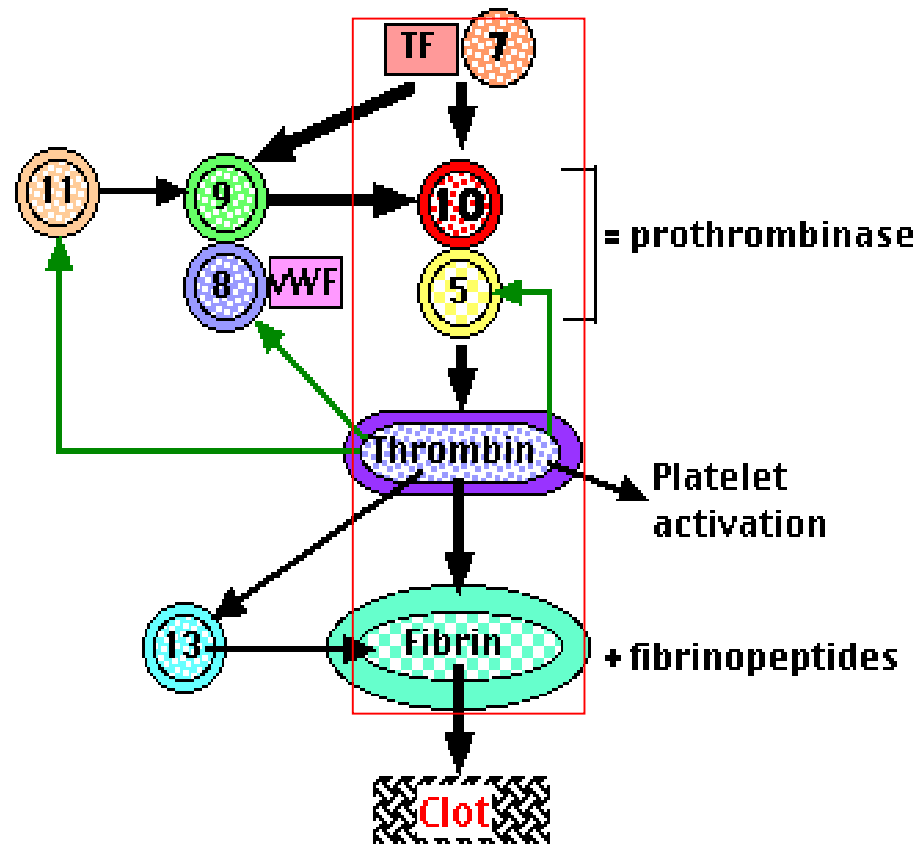 TF 7
11 9 10
= prothrombinase
8 vWF 5
Thrombin
Platelet
activation
13 Fibrin
+ fibrinopeptides
Clot